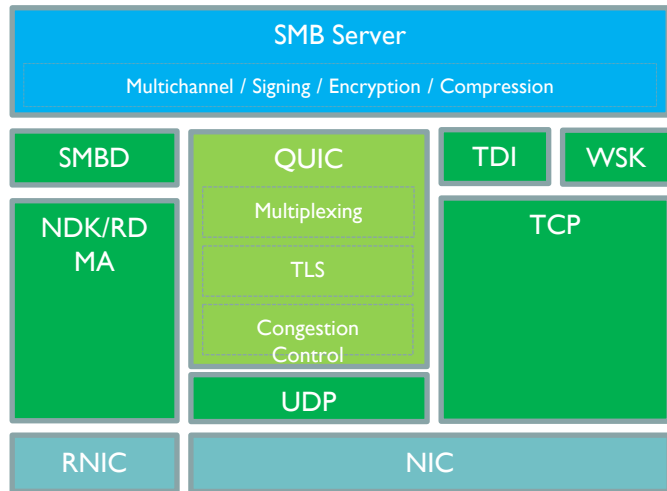 SMB Server
Multichannel / Signing / Encryption / Compression
SMBD
QUIC
TDI
WSK
NDK/RD
MA
Multiplexing
TCP
TLS
Congestion
Control
UDP
RNIC
NIC